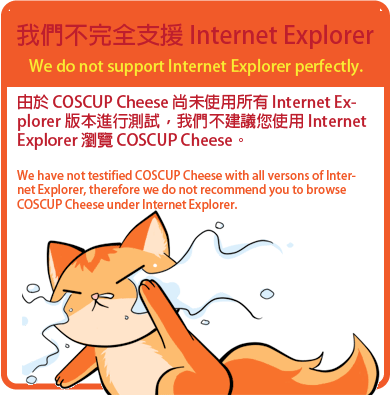 我們不完全支援 Internet Explorer
We do not support Internet Explorer perfectly.
由於 COSCUP Cheese 尚未使用所有 Internet Ex-
plorer 版本進行測試，我們不建議您使用 Internet
Explorer 瀏覽 COSCUP Cheese。
We have not testified COSCUP Cheese with all versons of Inter-
net Explorer, therefore we do not recommend you to browse
COSCUP Cheese under Internet Explorer.